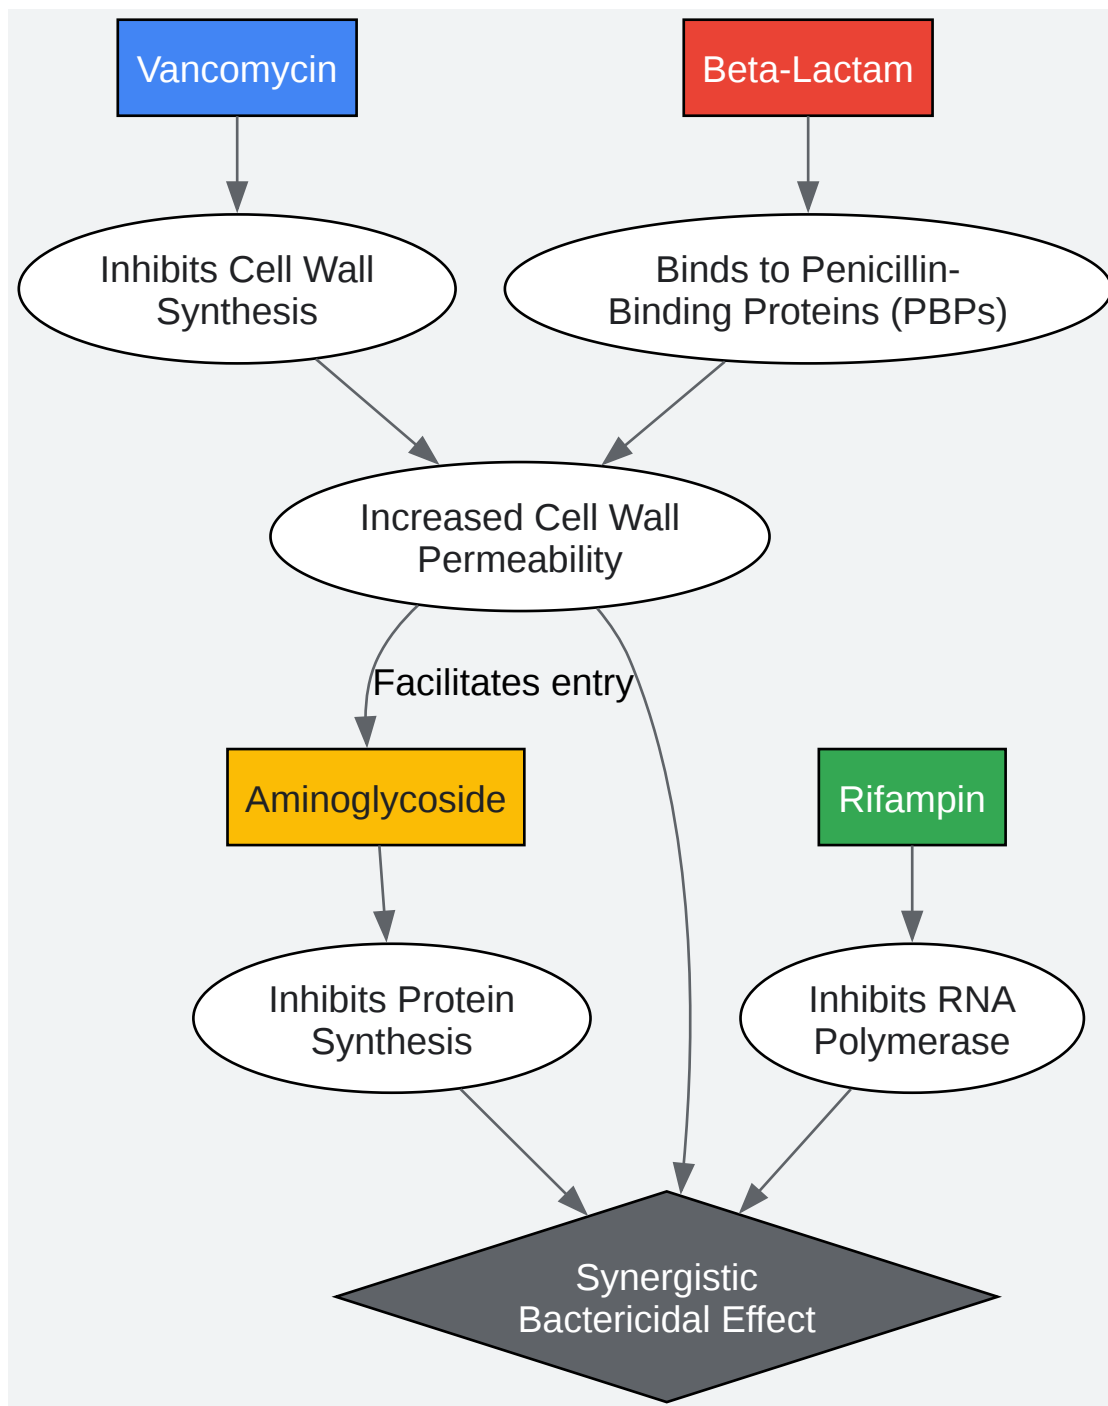 Vancomycin
Beta-Lactam
Inhibits Cell Wall
Synthesis
Binds to Penicillin-
Binding Proteins (PBPs)
Increased Cell Wall
Permeability
Facilitates entry
Aminoglycoside
Rifampin
Inhibits Protein
Synthesis
Inhibits RNA
Polymerase
Synergistic
Bactericidal Effect